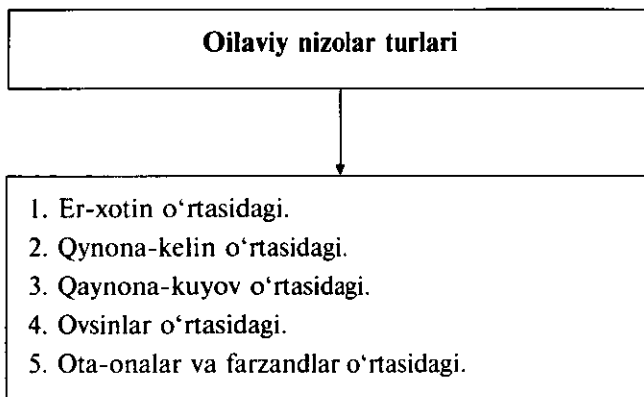 Oilaviy nizolar turlari
1. Er-xotin o‘rtasidagi.
2. Qynona-kelin o‘rtasidagi.
3. Qaynona-kuyov o‘rtasidagi.
4. Ovsinlar o‘rtasidagi.
5. Ota-onalar va farzandlar o‘rtasidagi.